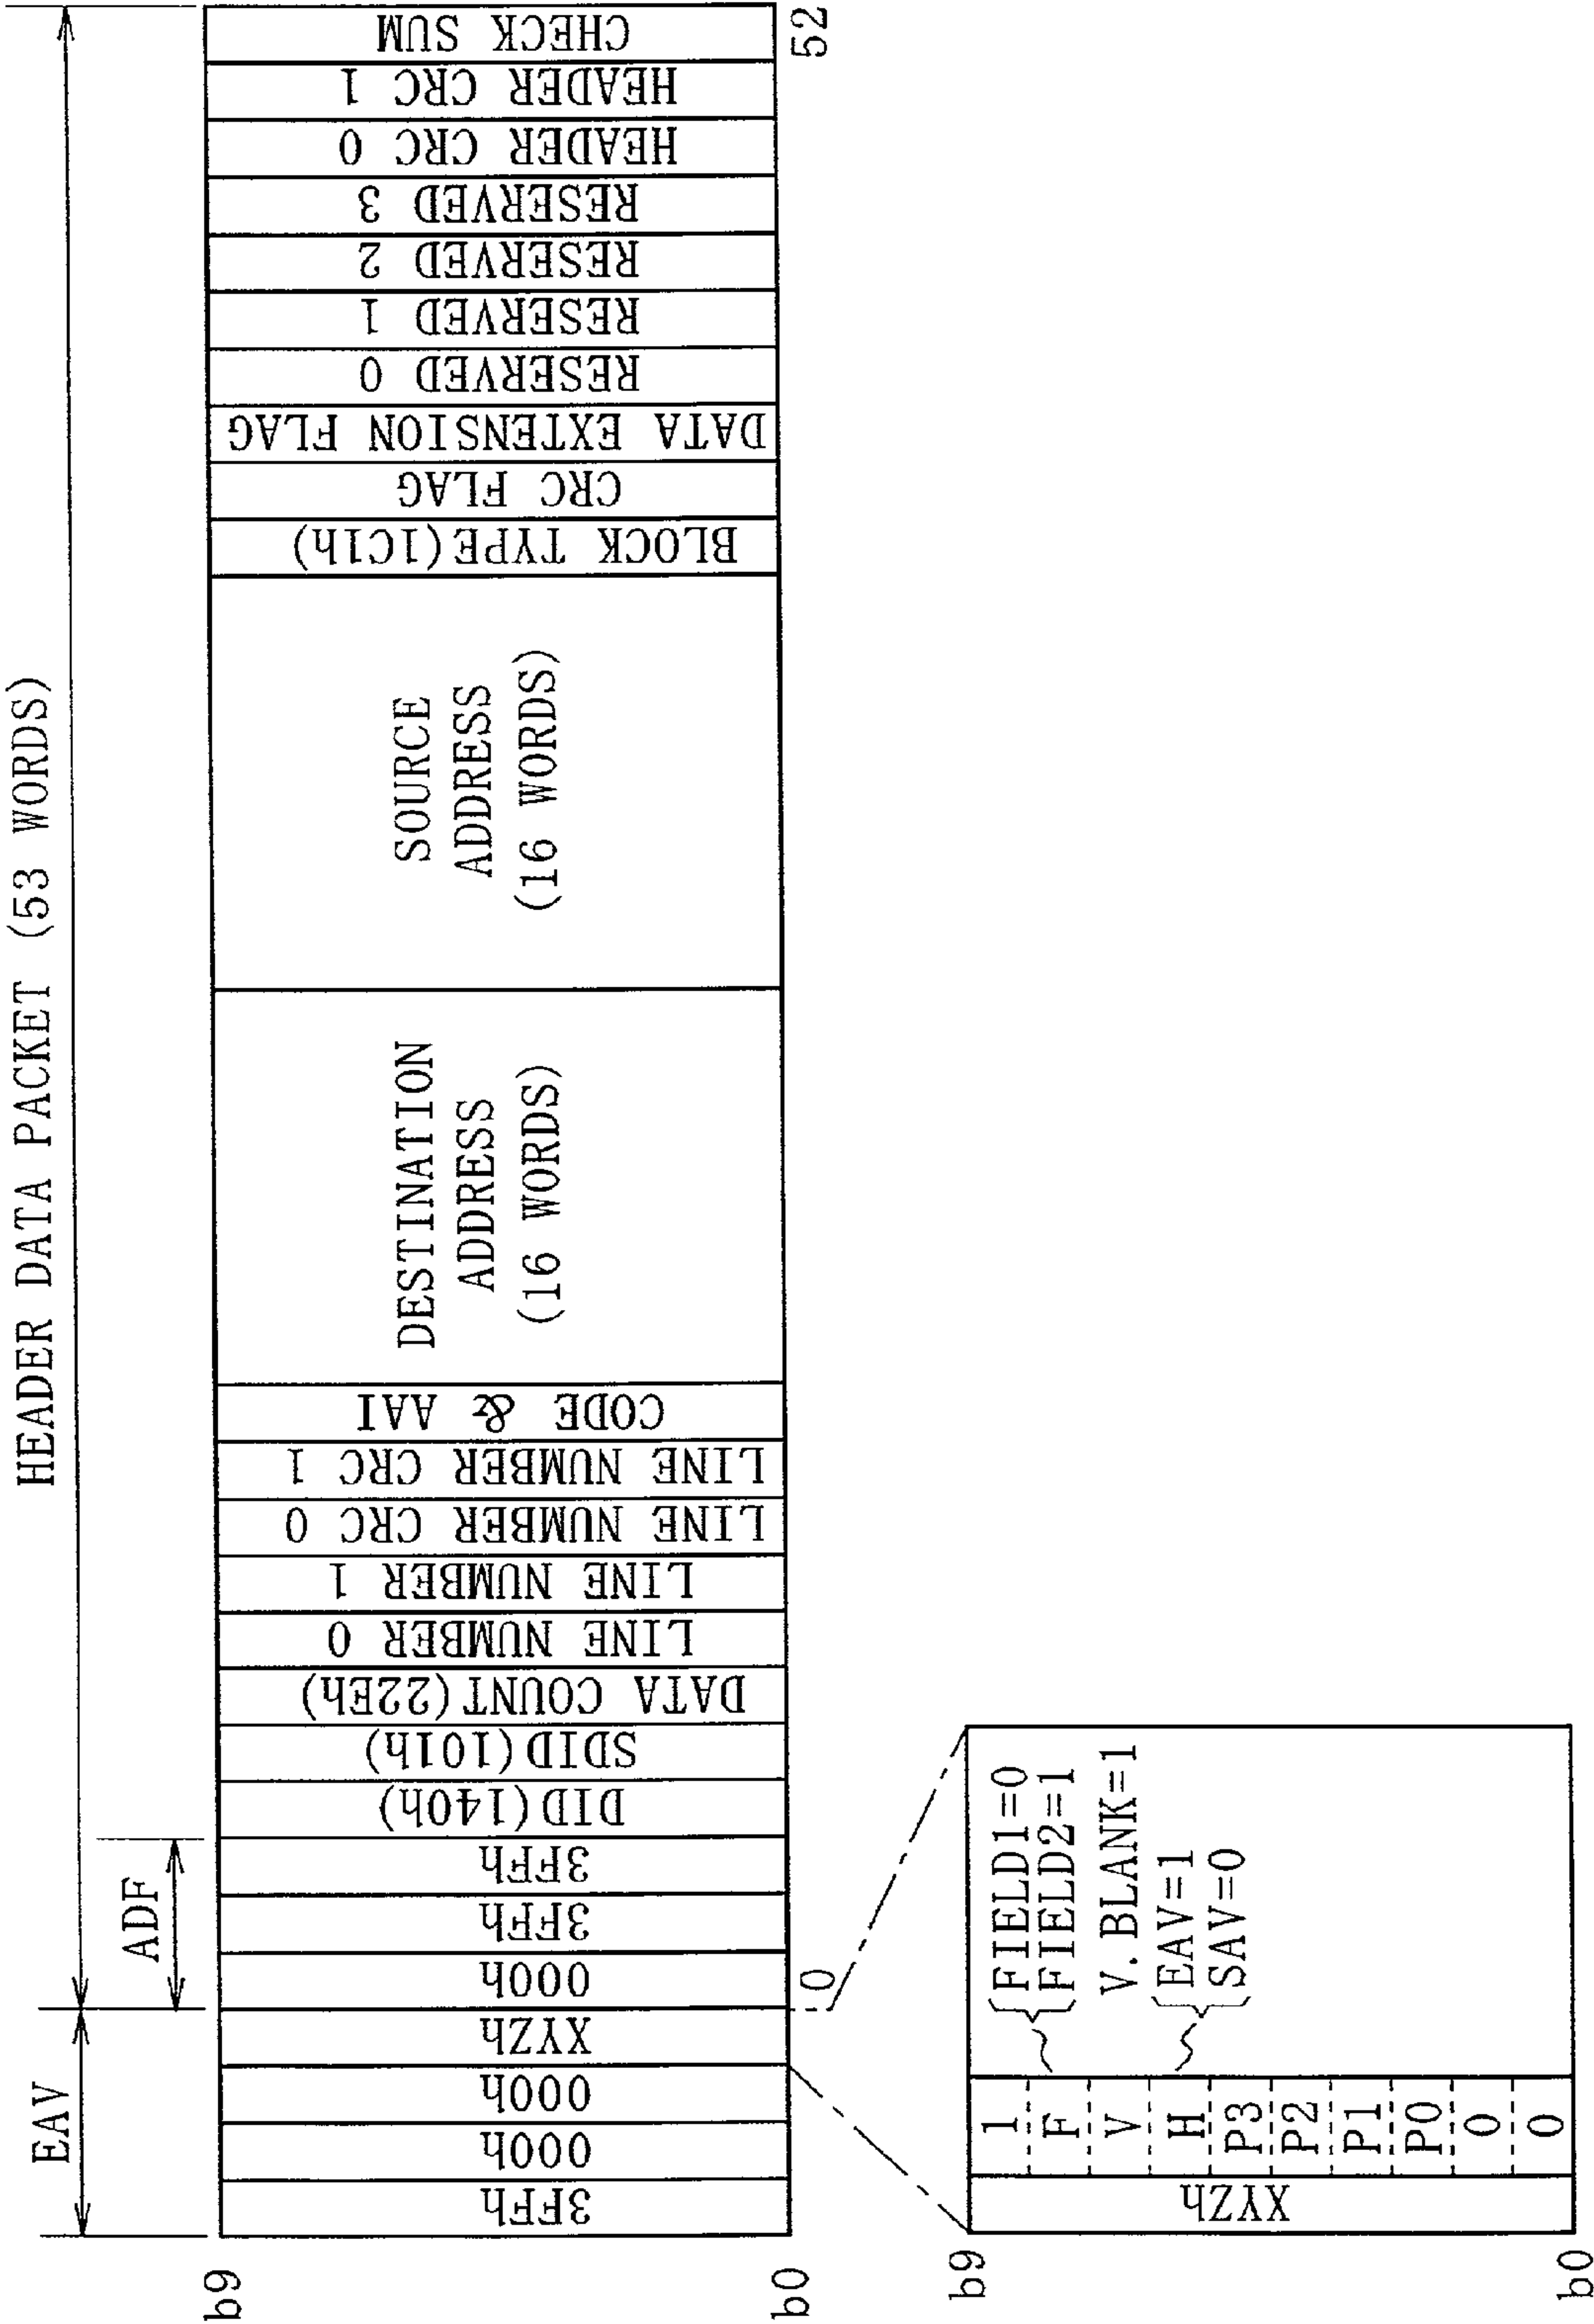 HEADER DATA PACKET (53 WORDS)
EAV
ADF
b9
b0
3FFh
000h
000h
XYZh
000h
3FFh
3FFh
DID(140h)
SDID(101h)
DATA COUNT(22Eh)
LINE NUMBER 0
LINE NUMBER 1
LINE NUMBER CRC 0
LINE NUMBER CRC 1
CODE & AAI
DESTINATION
ADDRESS
(16 WORDS)
SOURCE
ADDRESS
(16 WORDS)
BLOCK TYPE(1C1h)
CRC FLAG
DATA EXTENSION FLAG
RESERVED 0
RESERVED 1
RESERVED 2
RESERVED 3
HEADER CRC 0
HEADER CRC 1
CHECK SUM
0
52
b9
b0
XYZh
1
F
V
H
P3
P2
P1
P0
0
0
FIELD1=0
FIELD2=1
V.BLANK=1
EAV=1
SAV=0